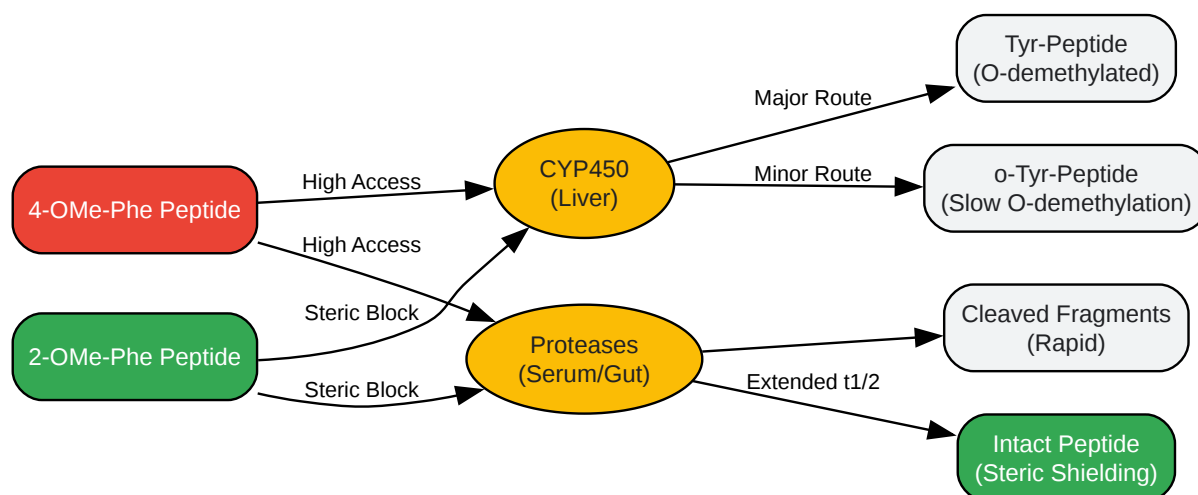 4-OMe-Phe Peptide
2-OMe-Phe Peptide
High Access
High Access
Steric Block
Steric Block
CYP450
(Liver)
Proteases
(Serum/Gut)
Major Route
Minor Route
Extended t1/2
Tyr-Peptide
(O-demethylated)
o-Tyr-Peptide
(Slow O-demethylation)
Cleaved Fragments
(Rapid)
Intact Peptide
(Steric Shielding)